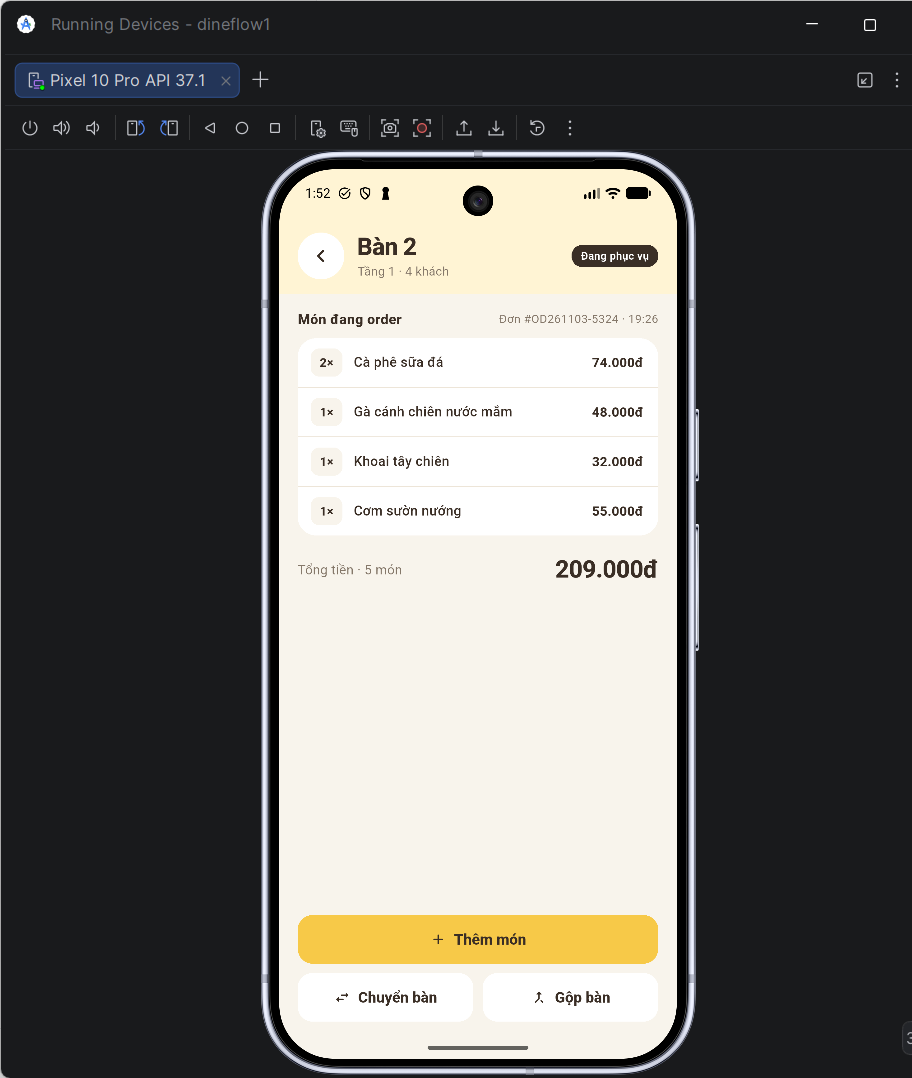 Running Devices - dineflow1
Pixel 10 Pro API 37.1
1:52
Bàn 2
Tầng 1 · 4 khách
Đang phục vụ
Món đang order
Đơn #OD261103-5324 · 19:26
2× Cà phê sữa đá 74.000đ
1× Gà cánh chiên nước mắm 48.000đ
1× Khoai tây chiên 32.000đ
1× Cơm sườn nướng 55.000đ
Tổng tiền · 5 món 209.000đ
+ Thêm món
Chuyển bàn
Gộp bàn